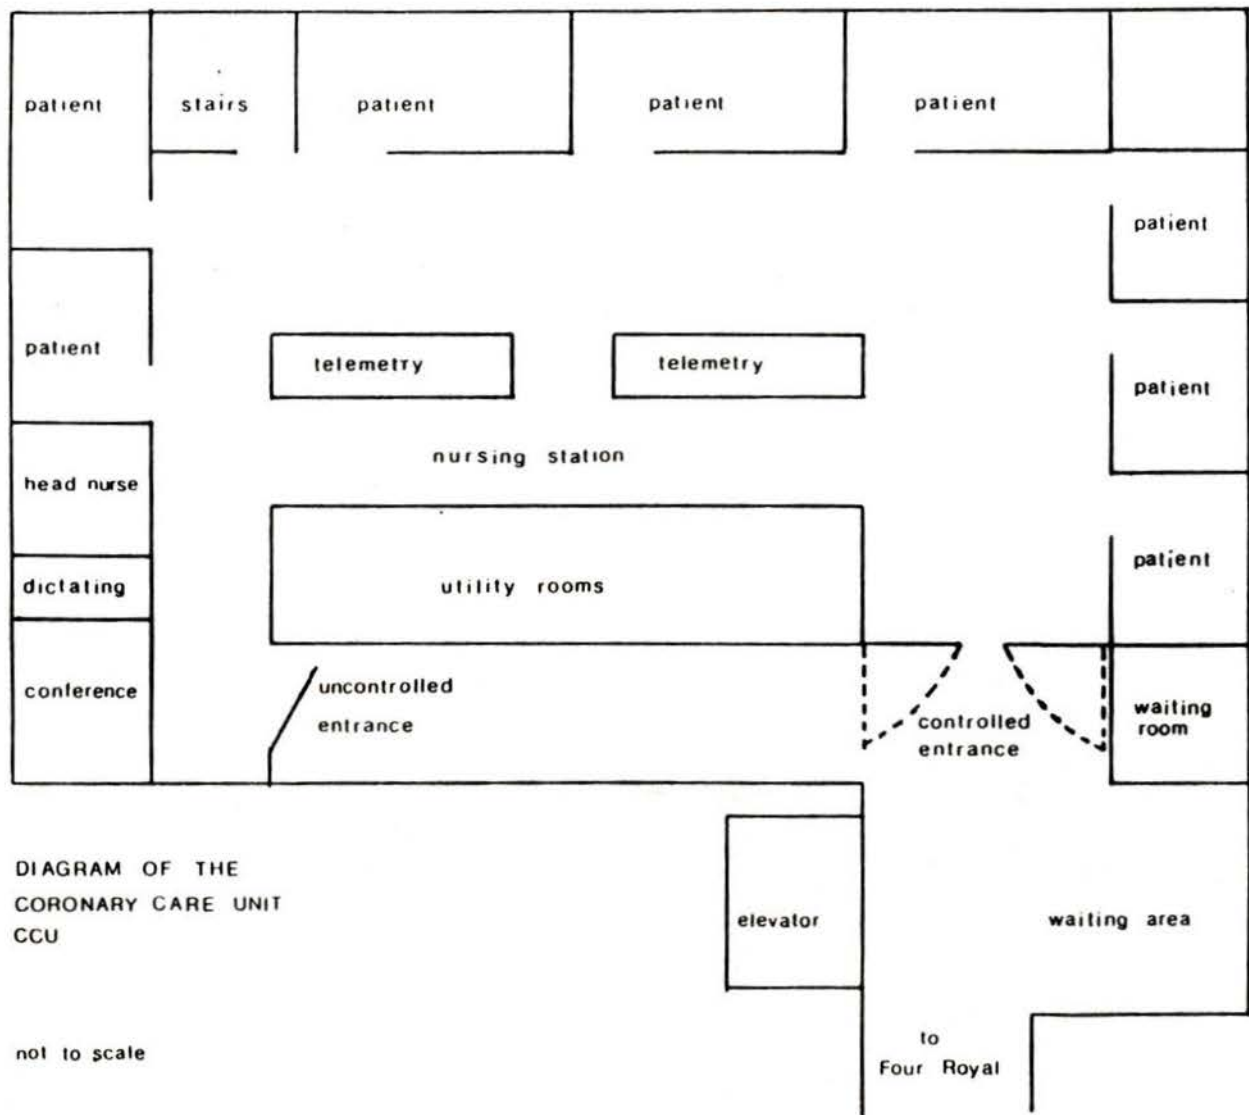 patient
stairs
patient
patient
patient
patient
patient
telemetry
telemetry
patient
nursing station
head nurse
dictating
utility rooms
patient
conference
uncontrolled
entrance
controlled
entrance
waiting
room
DIAGRAM OF THE
CORONARY CARE UNIT
CCU
elevator
waiting area
not to scale
to
Four Royal